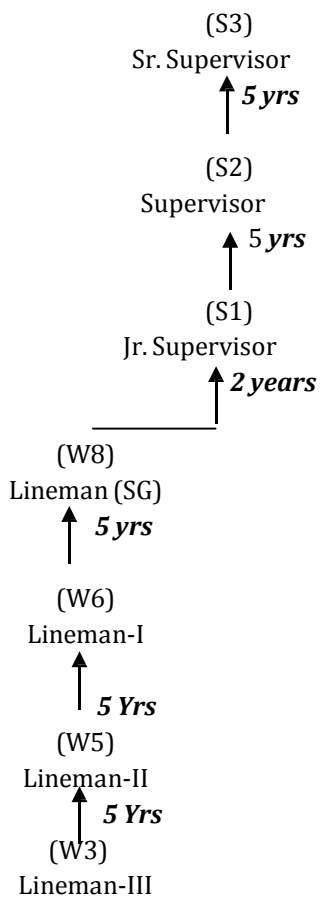 (S3)
Sr. Supervisor
5 yrs
(S2)
Supervisor
5 yrs
(S1)
Jr. Supervisor
2 years
(W8)
Lineman (SG)
5 yrs
(W6)
Lineman-I
5 Yrs
(W5)
Lineman-II
5 Yrs
(W3)
Lineman-III